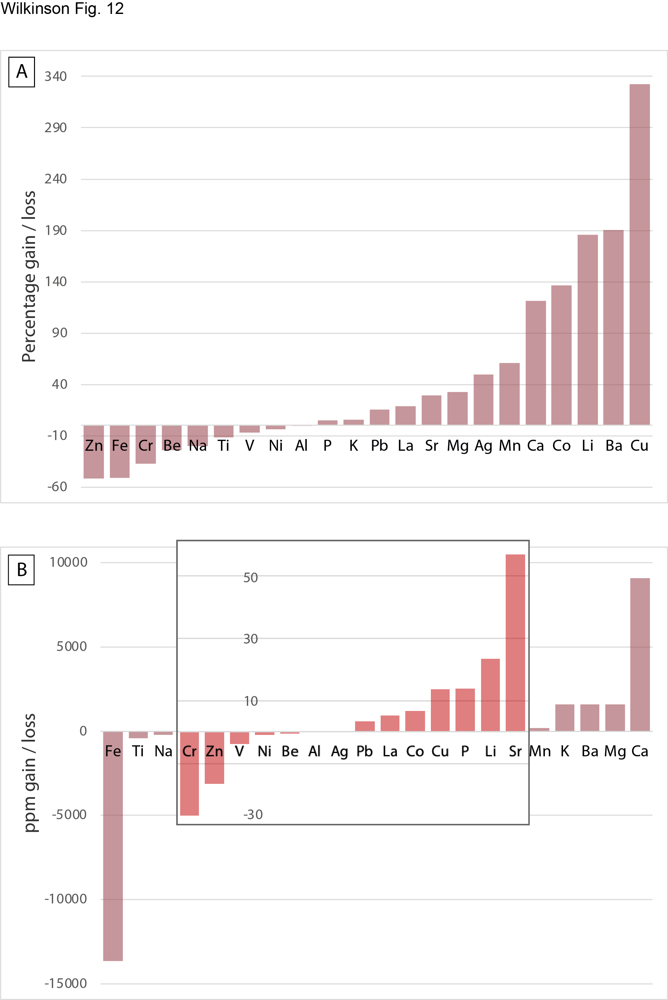 Wilkinson Fig. 12
A
340
290
240
190
140
90
40
-10
-60
Percentage gain / loss
Zn Fe Cr Be Na Ti V Ni Al P K Pb La Sr Mg Ag Mn Ca Co Li Ba Cu
B
10000
5000
0
-5000
-10000
-15000
ppm gain / loss
50
30
10
-30
Fe Ti Na Cr Zn V Ni Be Al Ag Pb La Co Cu P Li Sr Mn K Ba Mg Ca